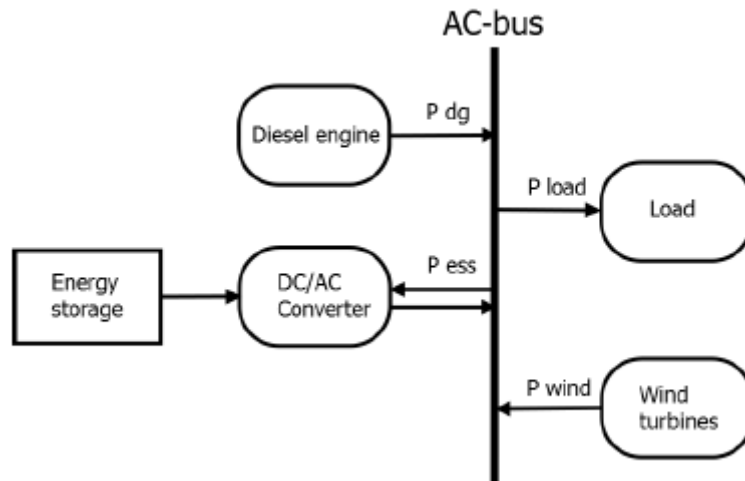 AC-bus
P dg
Diesel engine
P load
Load
P ess
Energy
storage
DC/AC
Converter
P wind
Wind
turbines